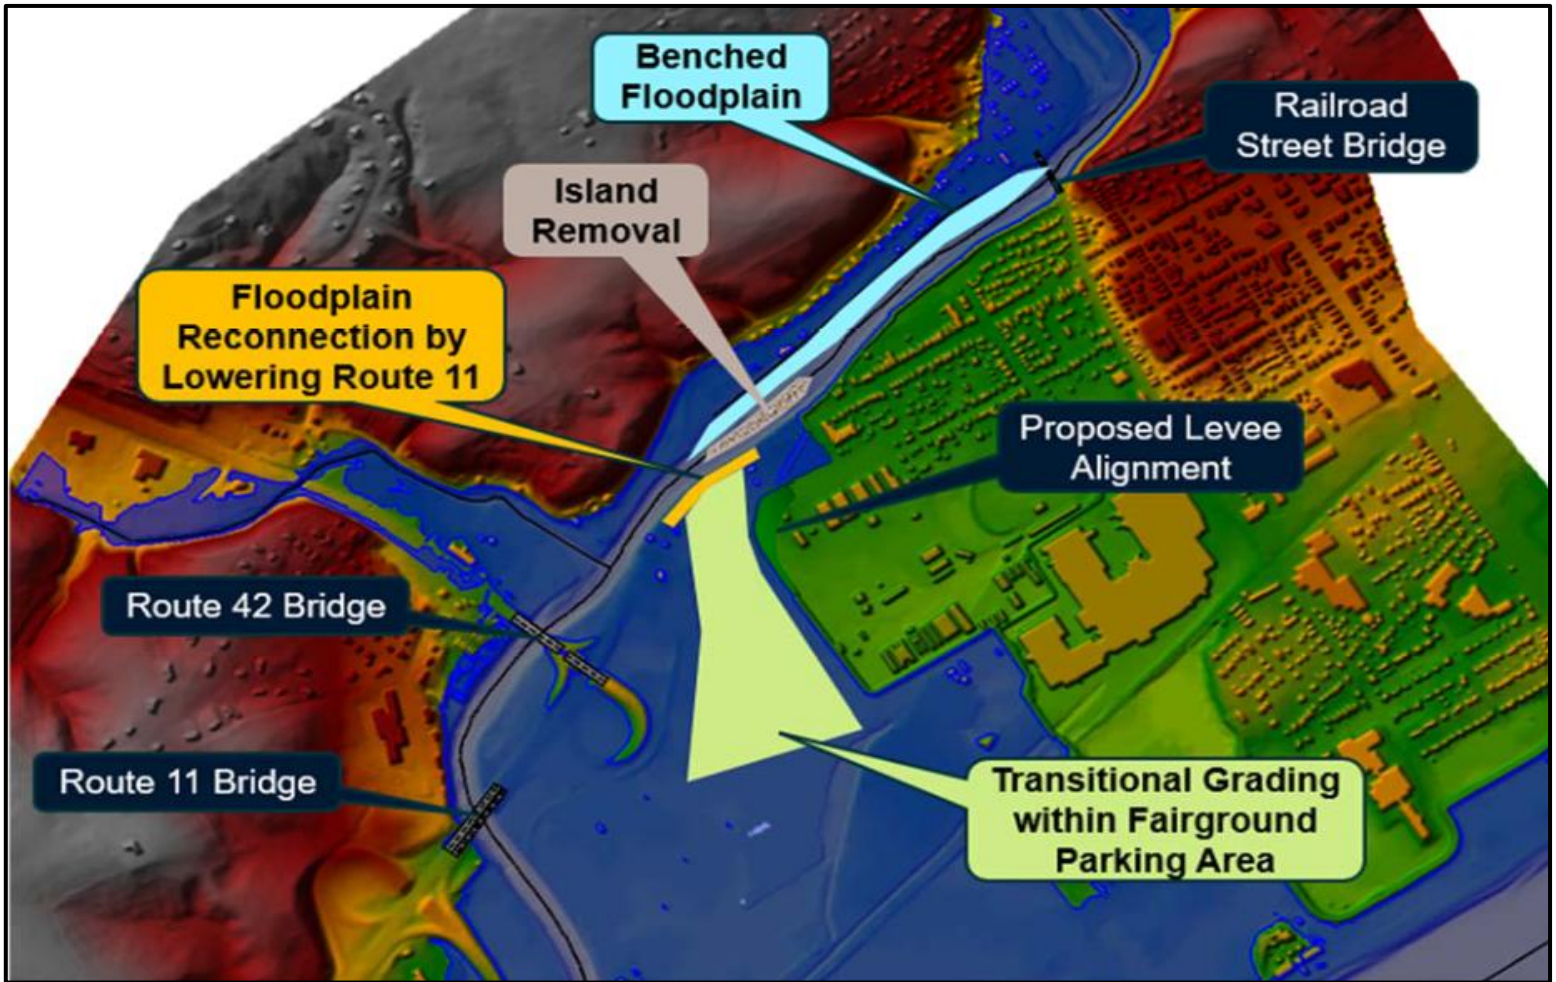 Benched
Floodplain
Railroad
Street Bridge
Island
Removal
Floodplain
Reconnection by
Lowering Route 11
Proposed Levee
Alignment
Route 42 Bridge
Route 11 Bridge
Transitional Grading
within Fairground
Parking Area